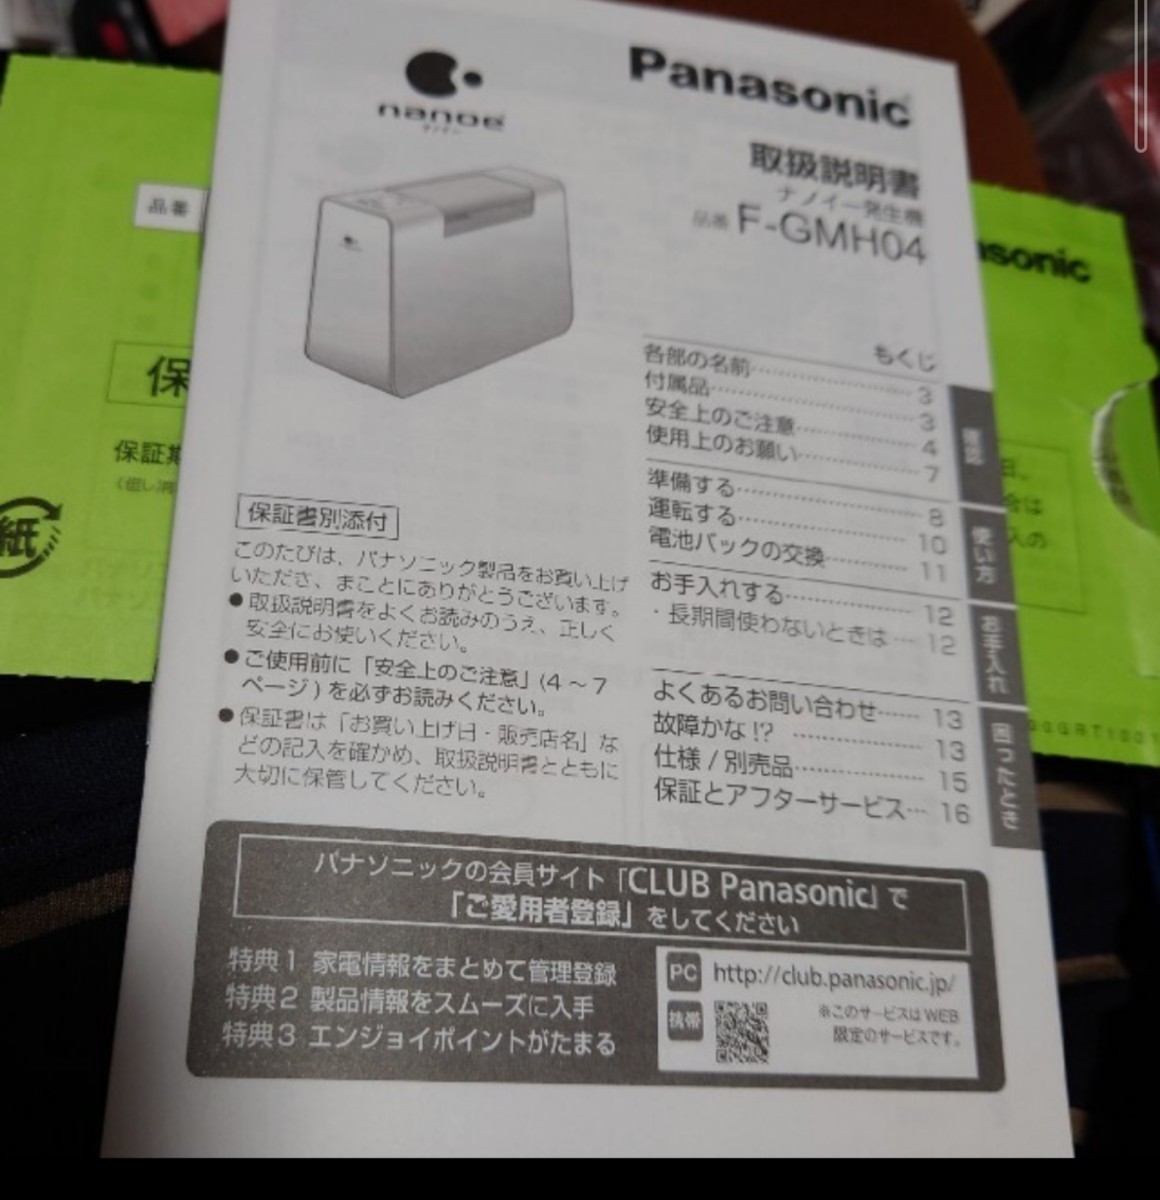 nanoe
ナノイー
Panasonic
取扱説明書
ナノイー発生機
品番 F-GMH04
もくじ
各部の名前 3
付属品 3
安全上のご注意 4
使用上のお願い 7
準備する 8
運転する 10
電池パックの交換 11
お手入れする 12
・長期間使わないときは 12
よくあるお問い合わせ 13
故障かな!? 13
仕様/別売品 15
保証とアフターサービス 16
確認
使い方
お手入れ
困ったとき
保証書別添付
このたびは、パナソニック製品をお買い上げ
いただき、まことにありがとうございます。
●取扱説明書をよくお読みのうえ、正しく
安全にお使いください。
●ご使用前に「安全上のご注意」(4～7
ページ)を必ずお読みください。
●保証書は「お買い上げ日・販売店名」な
どの記入を確かめ、取扱説明書とともに
大切に保管してください。
パナソニックの会員サイト「CLUB Panasonic」で
「ご愛用者登録」をしてください
特典1 家電情報をまとめて管理登録
特典2 製品情報をスムーズに入手
特典3 エンジョイポイントがたまる
PC http://club.panasonic.jp/
携帯
※このサービスはWEB
限定のサービスです。
品番
保
保証期
紙
asonic